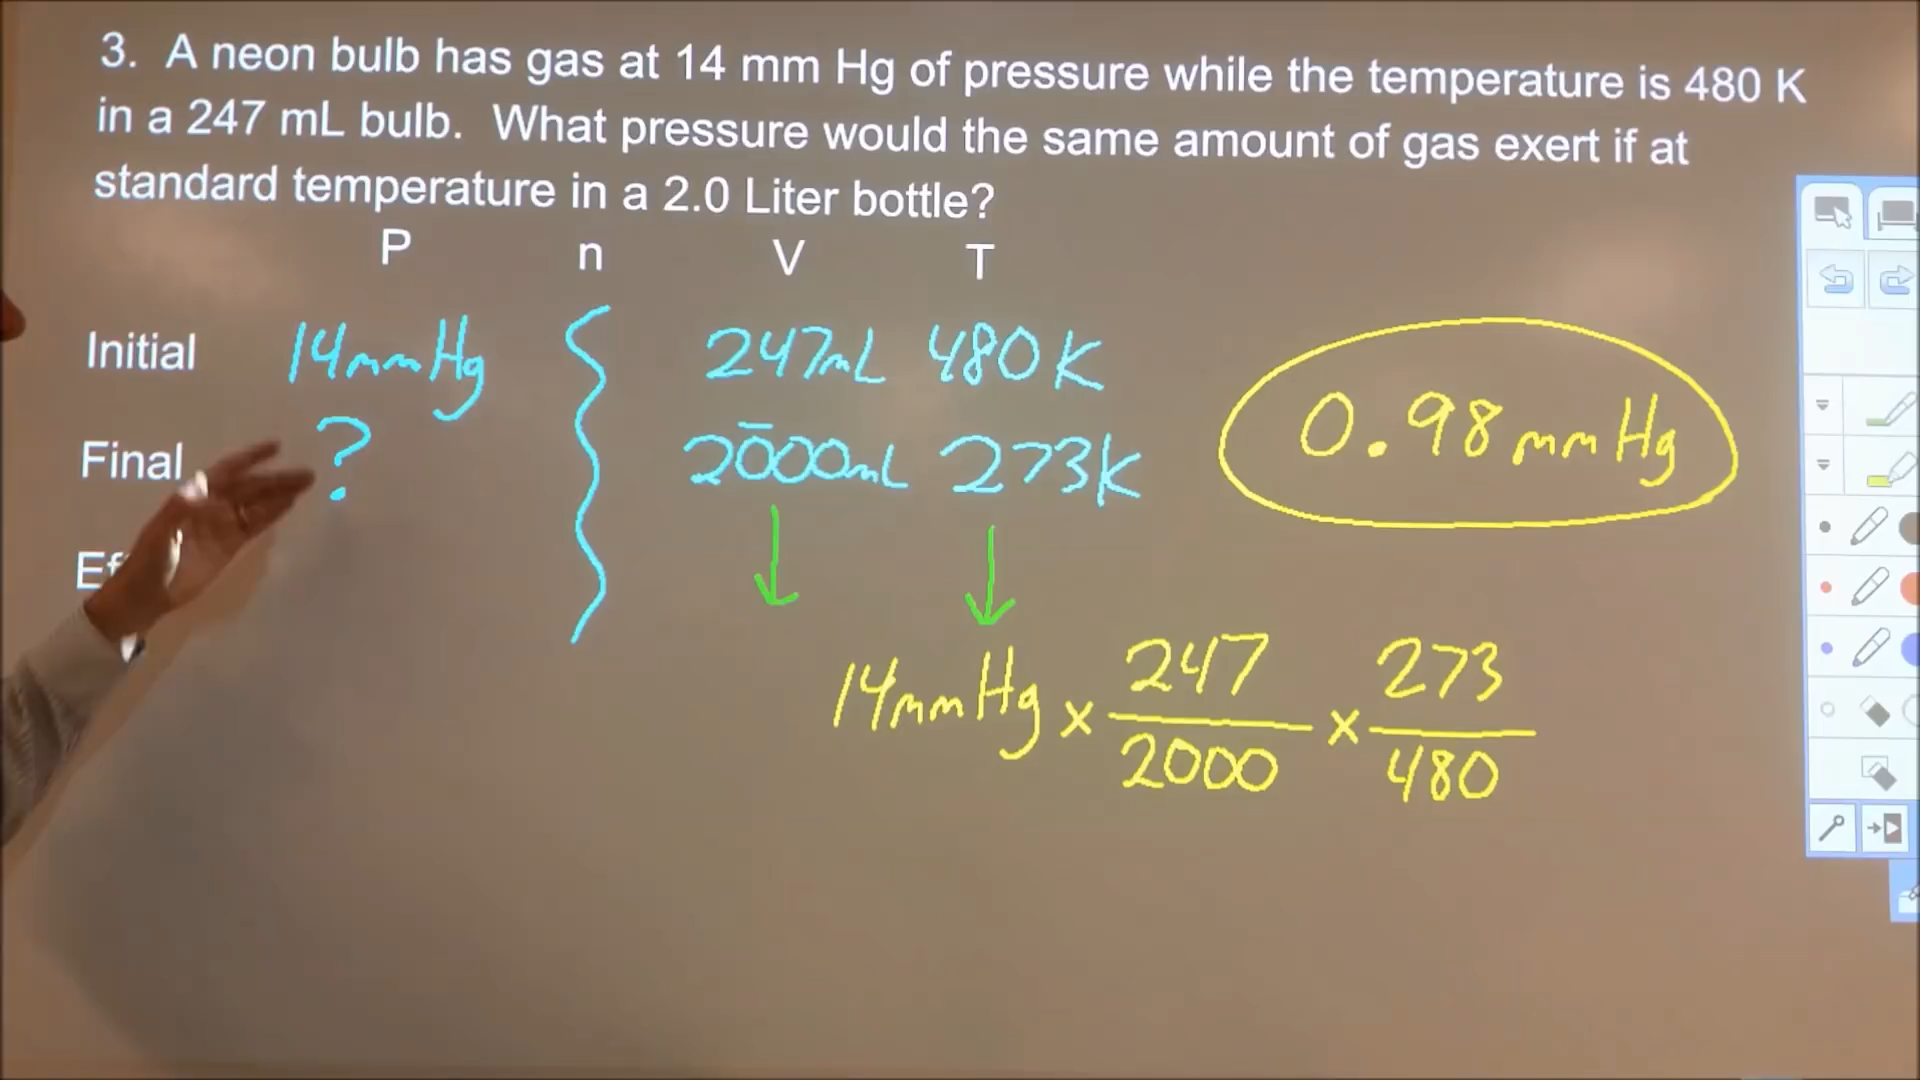 3. A neon bulb has gas at 14 mm Hg of pressure while the temperature is 480 K
in a 247 mL bulb. What pressure would the same amount of gas exert if at
standard temperature in a 2.0 Liter bottle?
P n V T
Initial 14mmHg 247mL 480K
Final ? 20̄00mL 273K
0.98mmHg
14mmHg × 247/2000 × 273/480